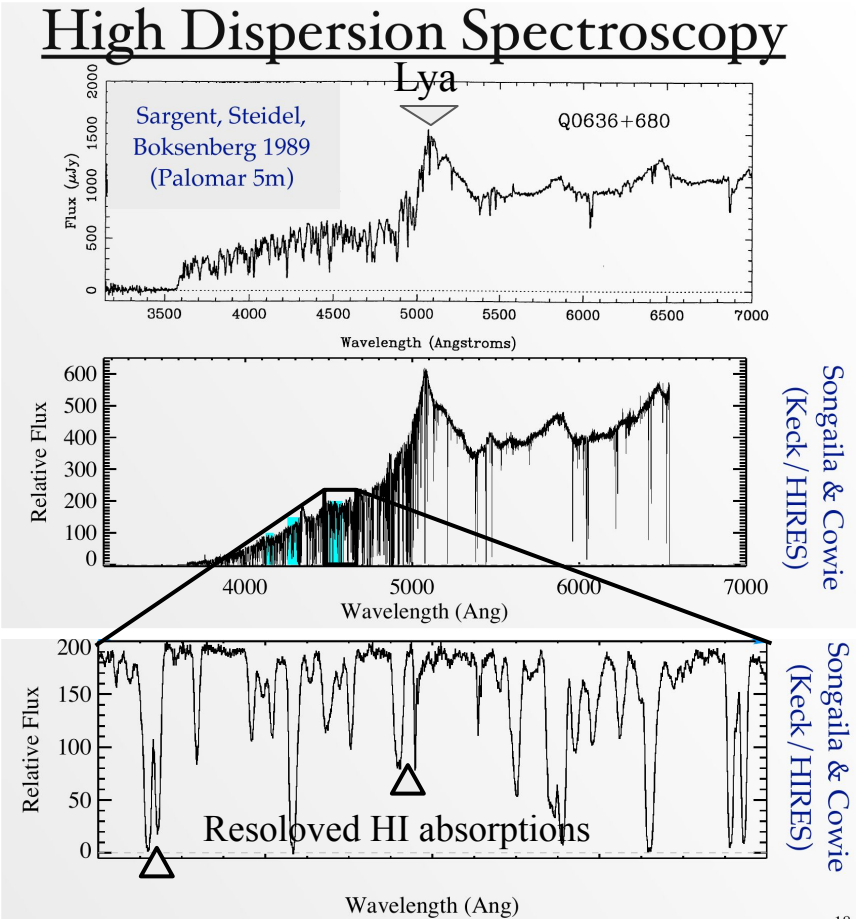 High Dispersion Spectroscopy
Lya
Sargent, Steidel,
Boksenberg 1989
(Palomar 5m)
Q0636+680
Flux (μJy)
2000
1500
1000
500
0
3500 4000 4500 5000 5500 6000 6500 7000
Wavelength (Angstroms)
Relative Flux
600
500
400
300
200
100
0
4000 5000 6000 7000
Wavelength (Ang)
Songaila & Cowie
(Keck/HIRES)
Relative Flux
200
150
100
50
0
Resoloved HI absorptions
Wavelength (Ang)
Songaila & Cowie
(Keck/HIRES)